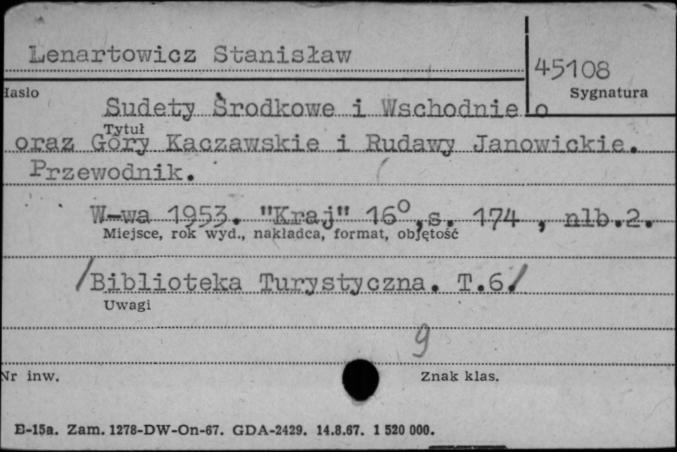 Lenartowicz Stanisław
45108
Hasło
Sygnatura
Sudety Środkowe i Wschodnie o
Tytuł
oraz Góry Kaczawskie i Rudawy Janowickie.
Przewodnik.
W-wa 1953. "Kraj" 16o,s. 174 , nlb.2.
Miejsce, rok wyd., nakładca, format, objętość
/Biblioteka Turystyczna. T.6/
Uwagi
9
Nr inw.
Znak klas.
E-15a. Zam. 1278-DW-On-67. GDA-2429. 14.8.67. 1 520 000.